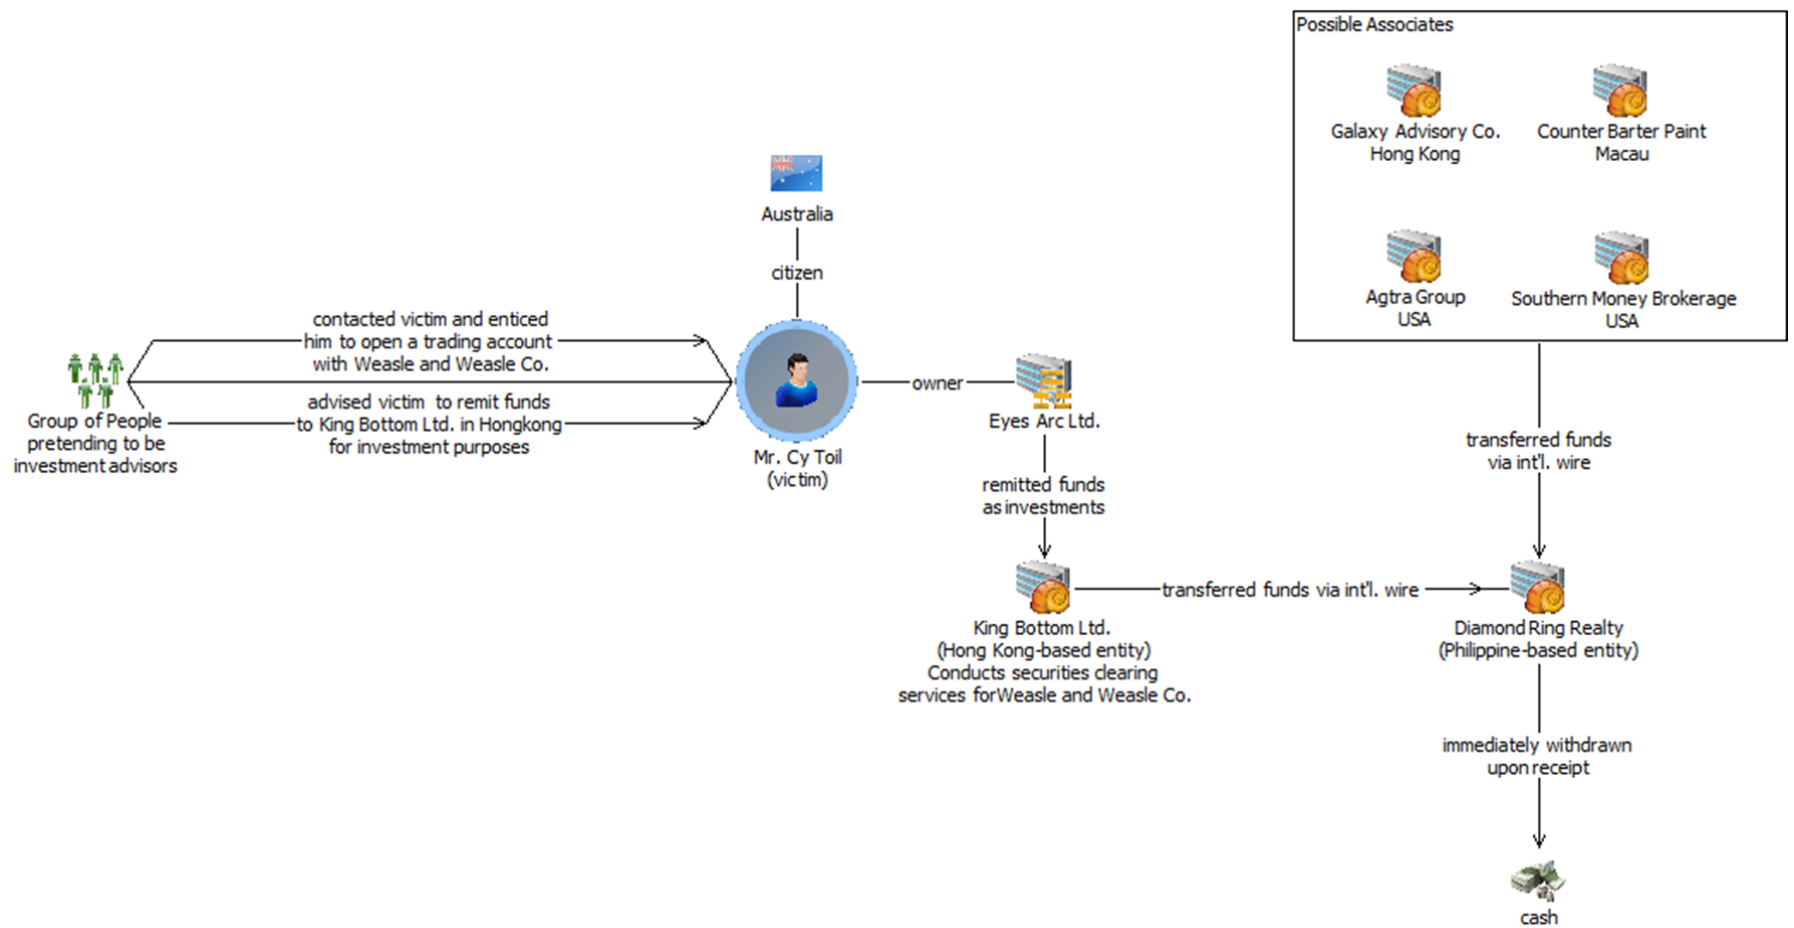 Possible Associates
Galaxy Advisory Co.
Hong Kong
Counter Barter Paint
Macau
Agtra Group
USA
Southern Money Brokerage
USA
Australia
citizen
contacted victim and enticed
him to open a trading account
with Weasle and Weasle Co.
advised victim to remit funds
to King Bottom Ltd. in Hongkong
for investment purposes
Group of People
pretending to be
investment advisors
Mr. Cy Toil
(victim)
owner
Eyes Arc Ltd.
remitted funds
as investments
transferred funds
via int'l. wire
King Bottom Ltd.
(Hong Kong-based entity)
Conducts securities clearing
services for Weasle and Weasle Co.
transferred funds via int'l. wire
Diamond Ring Realty
(Philippine-based entity)
immediately withdrawn
upon receipt
cash